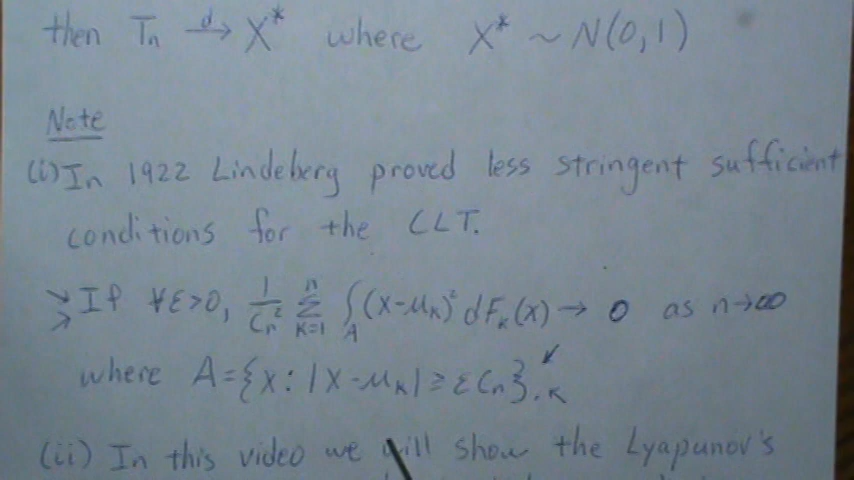 then Tₙ →ᵈ X* where X* ~ N(0,1)
Note
(i) In 1922 Lindeberg proved less stringent sufficient
conditions for the CLT.
If ∀ε>0, 1/Cₙ² Σₖ₌₁ⁿ ∫_A (x-μₖ)² dFₖ(x) → 0 as n→∞
where A={x: |x-μₖ| ≥ εCₙ}.
(ii) In this video we will show the Lyapunov's